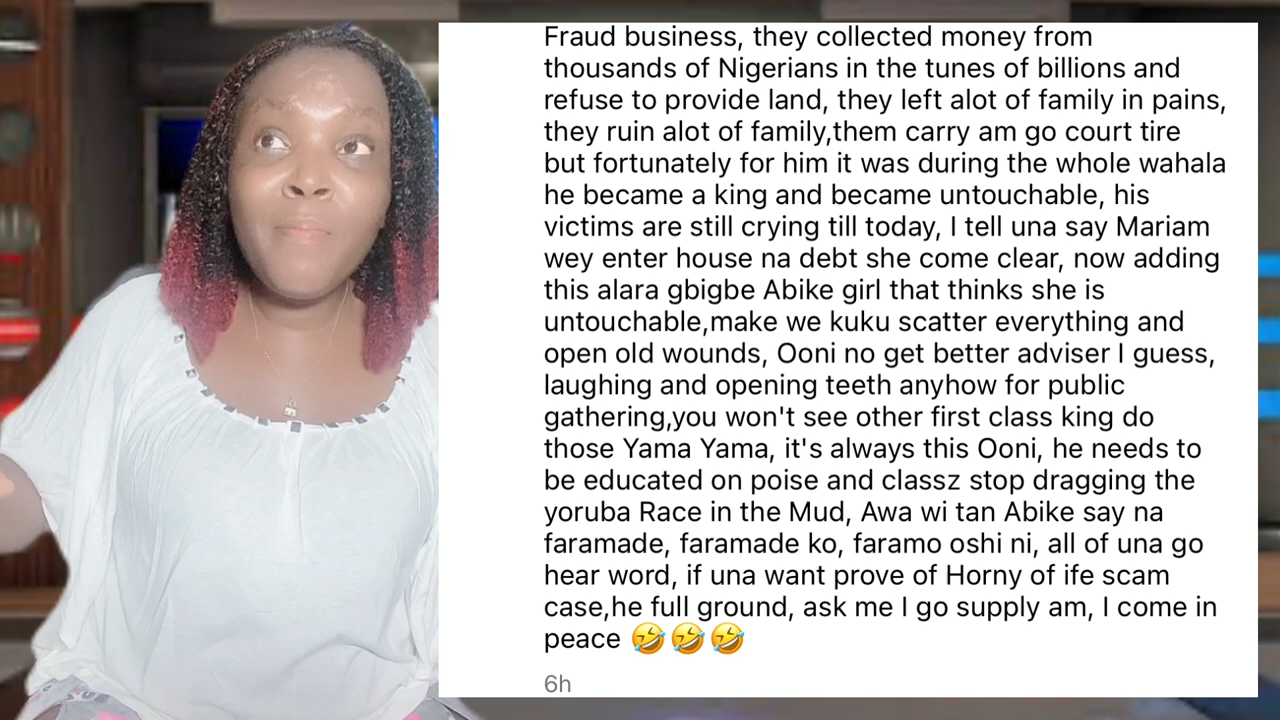 Fraud business, they collected money from
thousands of Nigerians in the tunes of billions and
refuse to provide land, they left alot of family in pains,
they ruin alot of family,them carry am go court tire
but fortunately for him it was during the whole wahala
he became a king and became untouchable, his
victims are still crying till today, I tell una say Mariam
wey enter house na debt she come clear, now adding
this alara gbigbe Abike girl that thinks she is
untouchable,make we kuku scatter everything and
open old wounds, Ooni no get better adviser I guess,
laughing and opening teeth anyhow for public
gathering,you won't see other first class king do
those Yama Yama, it's always this Ooni, he needs to
be educated on poise and classz stop dragging the
yoruba Race in the Mud, Awa wi tan Abike say na
faramade, faramade ko, faramo oshi ni, all of una go
hear word, if una want prove of Horny of ife scam
case,he full ground, ask me I go supply am, I come in
peace 🤣🤣🤣
6h